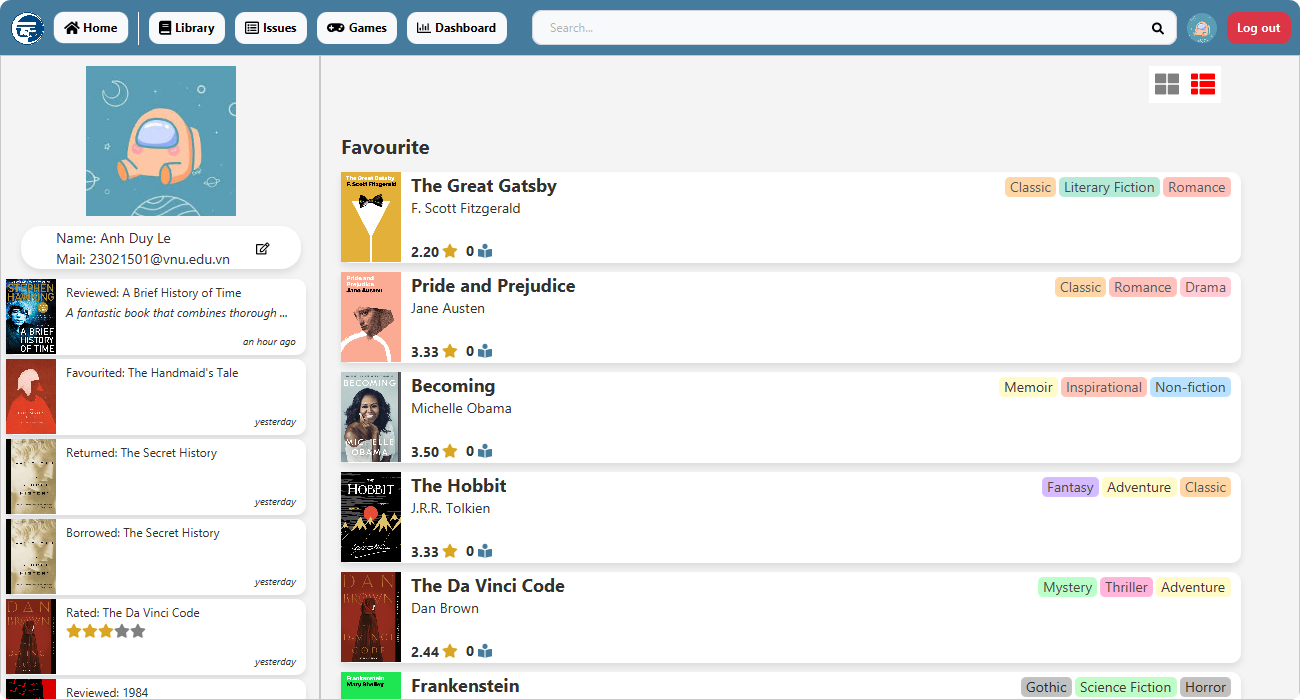 Home
Library
Issues
Games
Dashboard
Search...
Log out
Name: Anh Duy Le
Mail: 23021501@vnu.edu.vn
STEPHEN
HAWKING
A BRIEF
HISTORY
OF TIME
Reviewed: A Brief History of Time
A fantastic book that combines thorough ...
an hour ago
Favourited: The Handmaid's Tale
yesterday
Returned: The Secret History
yesterday
Borrowed: The Secret History
yesterday
DAN
BROWN
DA VINCI
CODE
Rated: The Da Vinci Code
yesterday
Reviewed: 1984
Favourite
The Great Gatsby
F. Scott Fitzgerald
The Great Gatsby
F. Scott Fitzgerald
2.20 0
Classic Literary Fiction Romance
Pride and
Prejudice
Jane Austen
Pride and Prejudice
Jane Austen
3.33 0
Classic Romance Drama
BECOMING
MICHELLE
OBAMA
Becoming
Michelle Obama
3.50 0
Memoir Inspirational Non-fiction
THE
HOBBIT
The Hobbit
J.R.R. Tolkien
3.33 0
Fantasy Adventure Classic
DAN
BROWN
DA VINCI
CODE
The Da Vinci Code
Dan Brown
2.44 0
Mystery Thriller Adventure
Frankenstein
Mary Shelley
Frankenstein
Gothic Science Fiction Horror